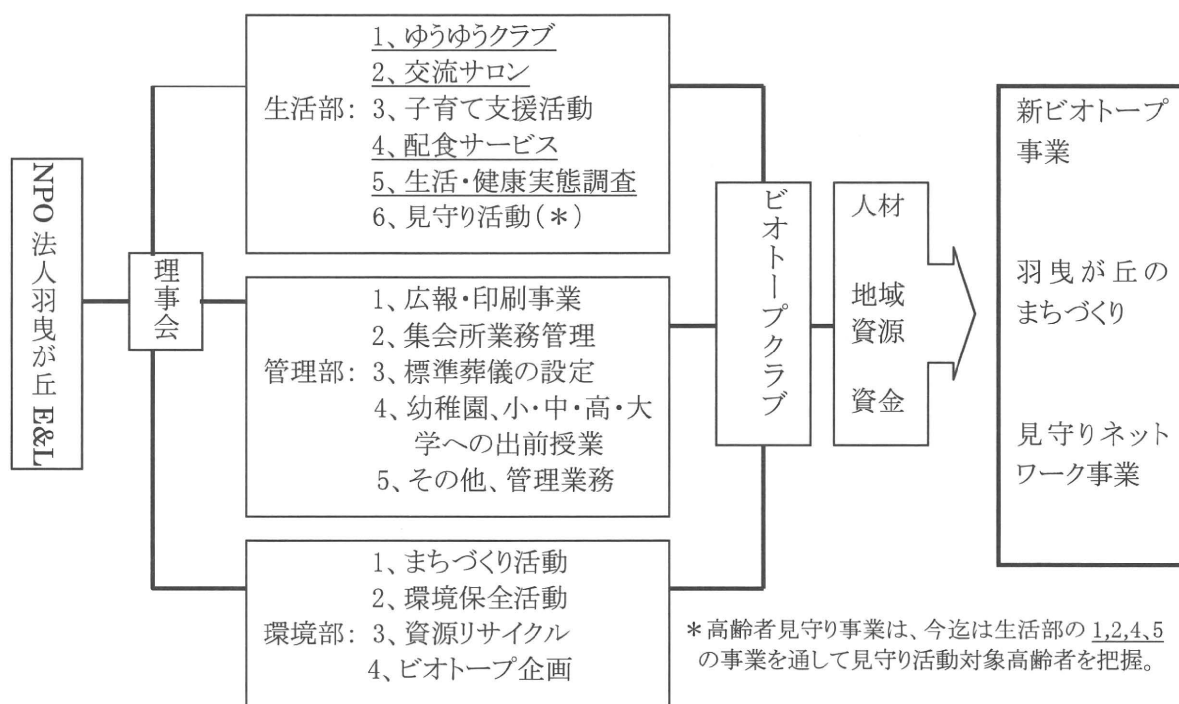 NPO 法人羽曳が丘 E&L
理事会
1、ゆうゆうクラブ
2、交流サロン
生活部: 3、子育て支援活動
4、配食サービス
5、生活・健康実態調査
6、見守り活動(*)
1、広報・印刷事業
2、集会所業務管理
管理部: 3、標準葬儀の設定
4、幼稚園、小・中・高・大
学への出前授業
5、その他、管理業務
1、まちづくり活動
2、環境保全活動
環境部: 3、資源リサイクル
4、ビオトープ企画
ビオトープクラブ
人材
地域
資源
資金
新ビオトープ
事業
羽曳が丘の
まちづくり
見守りネット
ワーク事業
*高齢者見守り事業は、今迄は生活部の 1,2,4、5
の事業を通して見守り活動対象高齢者を把握。